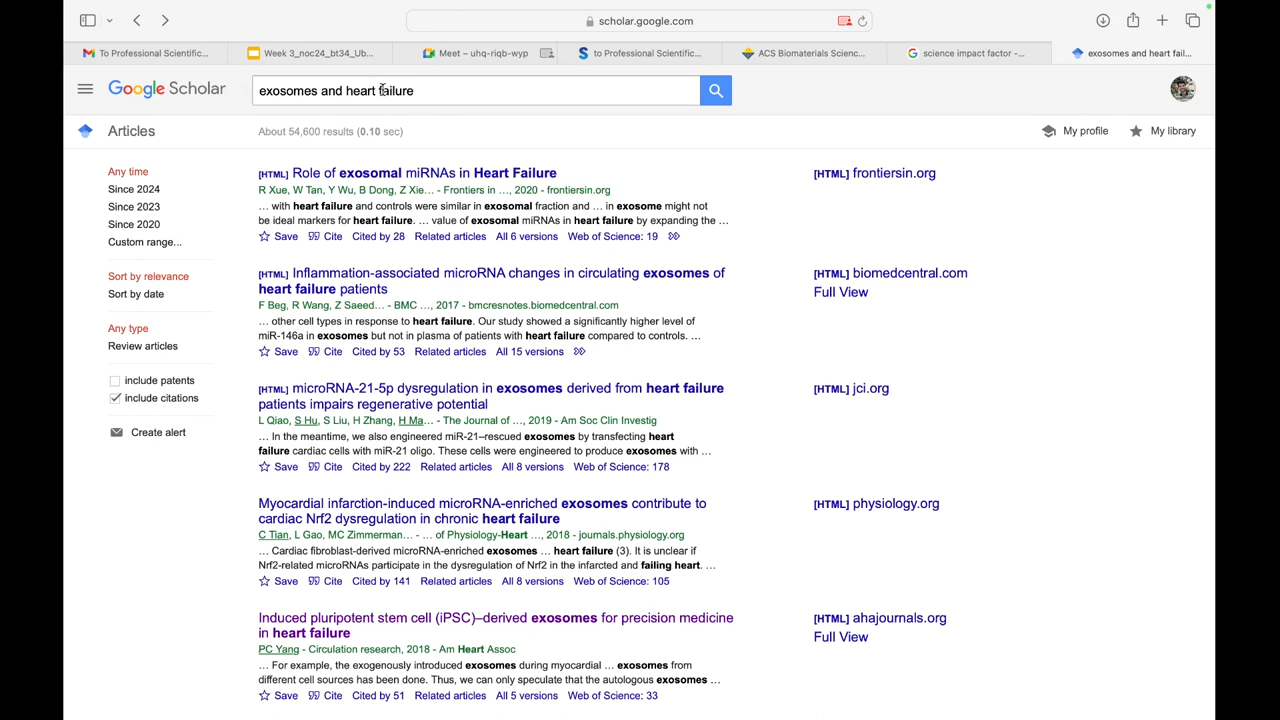 scholar.google.com
To Professional Scientific...
Week 3_noc24_bt34_Ub...
Meet – uhq-riqb-wyp
to Professional Scientific...
ACS Biomaterials Scienc...
science impact factor -...
exosomes and heart fail...
Google Scholar
exosomes and heart failure
Articles
About 54,600 results (0.10 sec)
My profile
My library
Any time
Since 2024
Since 2023
Since 2020
Custom range...
Sort by relevance
Sort by date
Any type
Review articles
include patents
include citations
Create alert
[HTML] Role of exosomal miRNAs in Heart Failure
R Xue, W Tan, Y Wu, B Dong, Z Xie… - Frontiers in …, 2020 - frontiersin.org
… with heart failure and controls were similar in exosomal fraction and … in exosome might not
be ideal markers for heart failure. … value of exosomal miRNAs in heart failure by expanding the …
Save Cite Cited by 28 Related articles All 6 versions Web of Science: 19
[HTML] frontiersin.org
[HTML] Inflammation-associated microRNA changes in circulating exosomes of
heart failure patients
F Beg, R Wang, Z Saeed… - BMC …, 2017 - bmcresnotes.biomedcentral.com
… other cell types in response to heart failure. Our study showed a significantly higher level of
miR-146a in exosomes but not in plasma of patients with heart failure compared to controls. …
Save Cite Cited by 53 Related articles All 15 versions
[HTML] biomedcentral.com
Full View
[HTML] microRNA-21-5p dysregulation in exosomes derived from heart failure
patients impairs regenerative potential
L Qiao, S Hu, S Liu, H Zhang, H Ma… - The Journal of …, 2019 - Am Soc Clin Investig
… In the meantime, we also engineered miR-21–rescued exosomes by transfecting heart
failure cardiac cells with miR-21 oligo. These cells were engineered to produce exosomes with …
Save Cite Cited by 222 Related articles All 8 versions Web of Science: 178
[HTML] jci.org
Myocardial infarction-induced microRNA-enriched exosomes contribute to
cardiac Nrf2 dysregulation in chronic heart failure
C Tian, L Gao, MC Zimmerman… - … of Physiology-Heart …, 2018 - journals.physiology.org
… Cardiac fibroblast-derived microRNA-enriched exosomes … heart failure (3). It is unclear if
Nrf2-related microRNAs participate in the dysregulation of Nrf2 in the infarcted and failing heart. …
Save Cite Cited by 141 Related articles All 8 versions Web of Science: 105
[HTML] physiology.org
Induced pluripotent stem cell (iPSC)–derived exosomes for precision medicine
in heart failure
PC Yang - Circulation research, 2018 - Am Heart Assoc
… For example, the exogenously introduced exosomes during myocardial … exosomes from
different cell sources has been done. Thus, we can only speculate that the autologous exosomes …
Save Cite Cited by 51 Related articles All 5 versions Web of Science: 33
[HTML] ahajournals.org
Full View